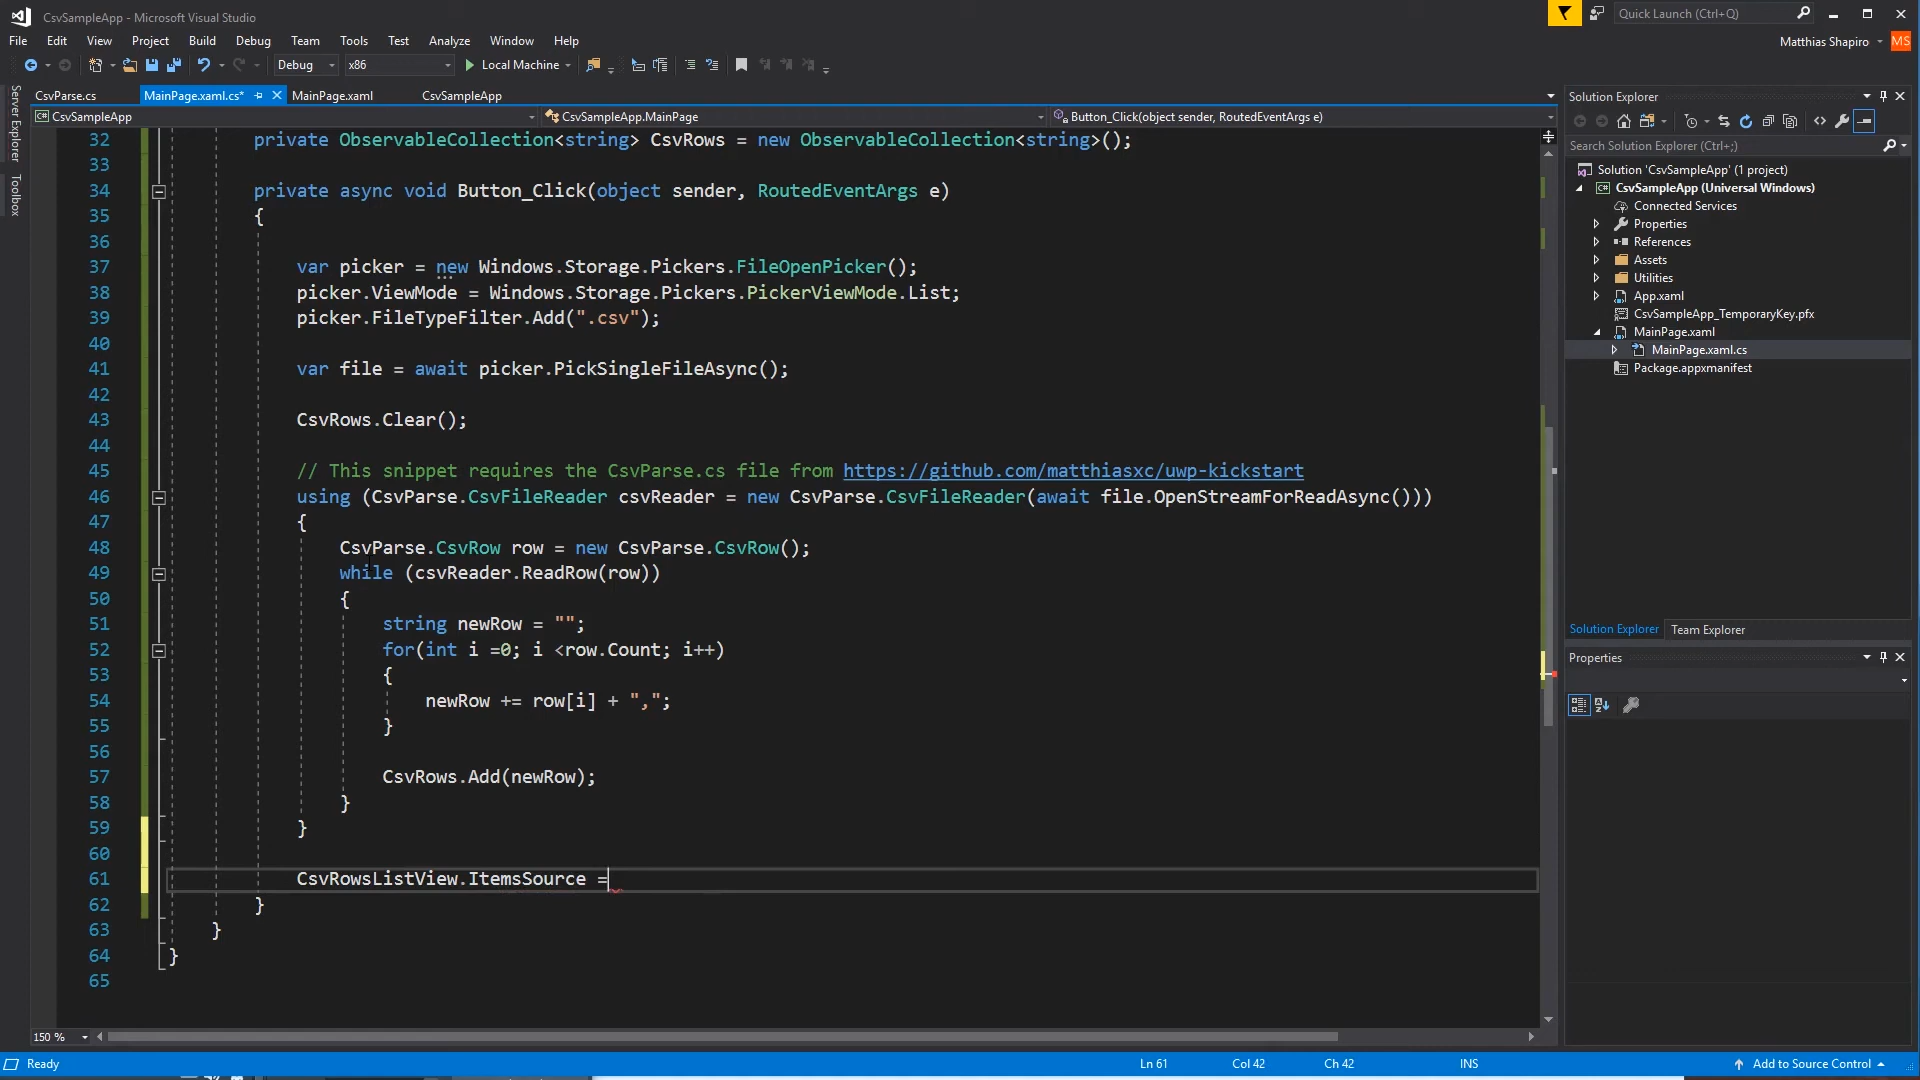 CsvSampleApp - Microsoft Visual Studio
Quick Launch (Ctrl+Q)
File Edit View Project Build Debug Team Tools Test Analyze Window Help
Matthias Shapiro MS
Debug x86 Local Machine
Server Explorer
Toolbox
CsvParse.cs MainPage.xaml.cs* MainPage.xaml CsvSampleApp
CsvSampleApp CsvSampleApp.MainPage Button_Click(object sender, RoutedEventArgs e)
32 private ObservableCollection<string> CsvRows = new ObservableCollection<string>();
33
34 private async void Button_Click(object sender, RoutedEventArgs e)
35 {
36
37 var picker = new Windows.Storage.Pickers.FileOpenPicker();
38 picker.ViewMode = Windows.Storage.Pickers.PickerViewMode.List;
39 picker.FileTypeFilter.Add(".csv");
40
41 var file = await picker.PickSingleFileAsync();
42
43 CsvRows.Clear();
44
45 // This snippet requires the CsvParse.cs file from https://github.com/matthiasxc/uwp-kickstart
46 using (CsvParse.CsvFileReader csvReader = new CsvParse.CsvFileReader(await file.OpenStreamForReadAsync()))
47 {
48 CsvParse.CsvRow row = new CsvParse.CsvRow();
49 while (csvReader.ReadRow(row))
50 {
51 string newRow = "";
52 for(int i =0; i <row.Count; i++)
53 {
54 newRow += row[i] + ",";
55 }
56
57 CsvRows.Add(newRow);
58 }
59 }
60
61 CsvRowsListView.ItemsSource =
62 }
63 }
64 }
65
150 %
Solution Explorer
Search Solution Explorer (Ctrl+;)
Solution 'CsvSampleApp' (1 project)
CsvSampleApp (Universal Windows)
Connected Services
Properties
References
Assets
Utilities
App.xaml
CsvSampleApp_TemporaryKey.pfx
MainPage.xaml
MainPage.xaml.cs
Package.appxmanifest
Solution Explorer Team Explorer
Properties
Ready Ln 61 Col 42 Ch 42 INS Add to Source Control